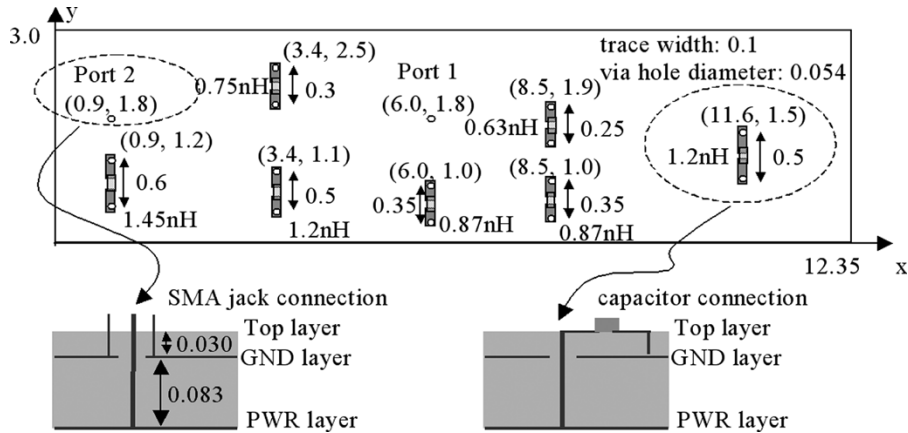 y
3.0
Port 2
(0.9, 1.8)
(0.9, 1.2)
0.6
1.45nH
0.75nH
(3.4, 2.5)
0.3
(3.4, 1.1)
0.5
1.2nH
Port 1
(6.0, 1.8)
(6.0, 1.0)
0.35
0.87nH
trace width: 0.1
via hole diameter: 0.054
(8.5, 1.9)
0.63nH
0.25
(8.5, 1.0)
0.35
0.87nH
(11.6, 1.5)
1.2nH
0.5
12.35
x
SMA jack connection
Top layer
0.030
GND layer
0.083
PWR layer
capacitor connection
Top layer
GND layer
PWR layer